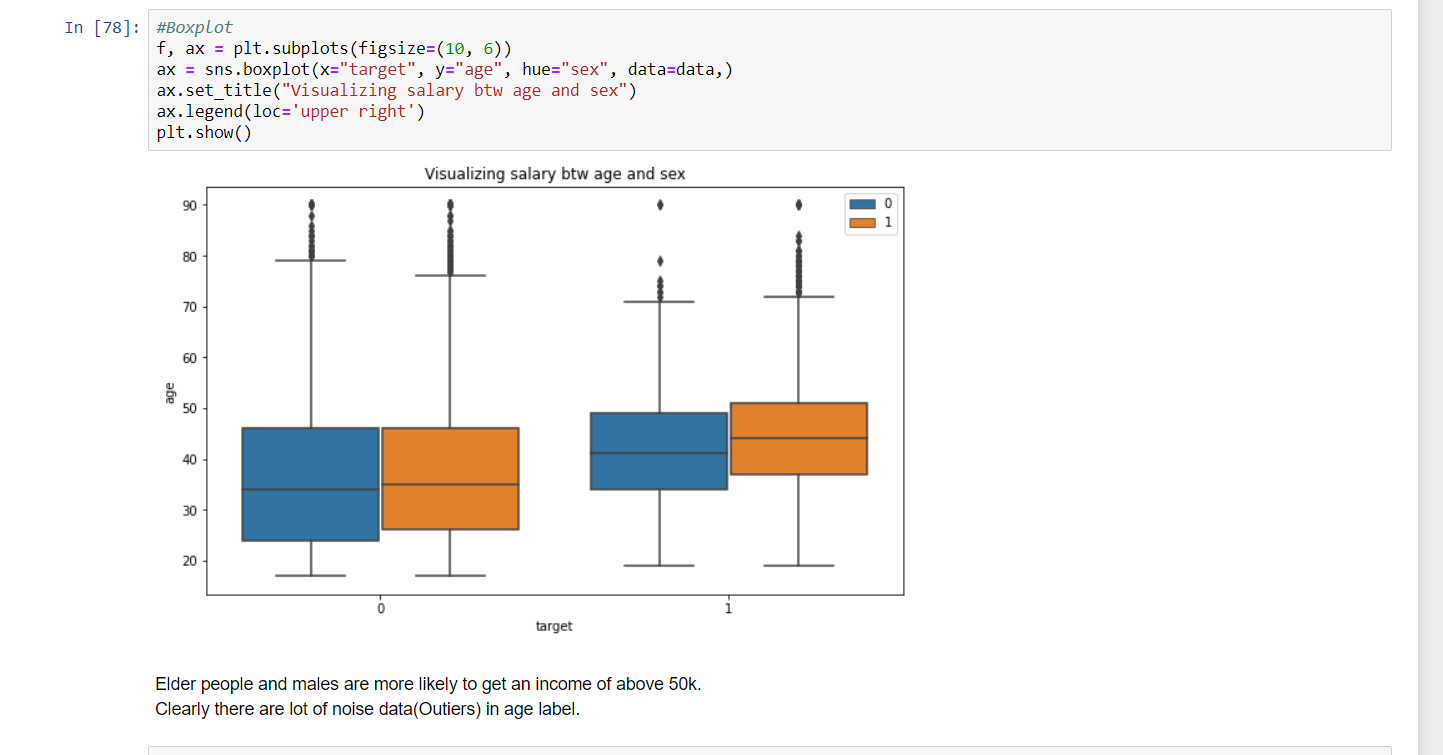 In [78]:
#Boxplot
f, ax = plt.subplots(figsize=(10, 6))
ax = sns.boxplot(x="target", y="age", hue="sex", data=data,)
ax.set_title("Visualizing salary btw age and sex")
ax.legend(loc='upper right')
plt.show()
Visualizing salary btw age and sex
90
80
70
60
50
40
30
20
age
0
1
0
1
target
Elder people and males are more likely to get an income of above 50k.
Clearly there are lot of noise data(Outiers) in age label.